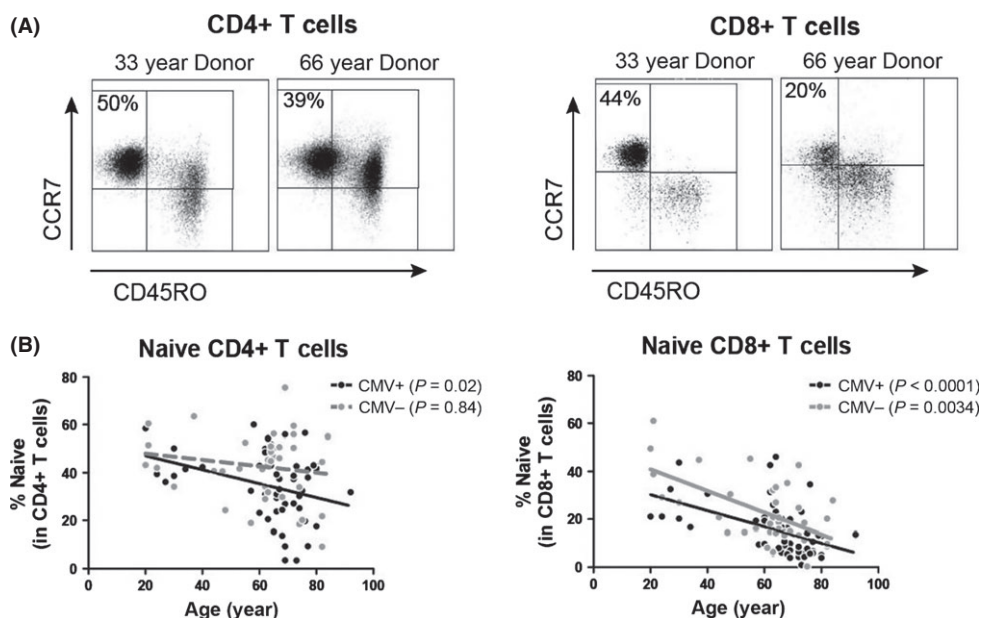 (A)
CD4+ T cells
33 year Donor
66 year Donor
50%
39%
CCR7
CD45RO
CD8+ T cells
33 year Donor
66 year Donor
44%
20%
CCR7
CD45RO
(B)
Naive CD4+ T cells
CMV+ (P = 0.02)
CMV– (P = 0.84)
% Naive
(in CD4+ T cells)
80
60
40
20
0
0 20 40 60 80 100
Age (year)
Naive CD8+ T cells
CMV+ (P < 0.0001)
CMV– (P = 0.0034)
% Naive
(in CD8+ T cells)
80
60
40
20
0
0 20 40 60 80 100
Age (year)